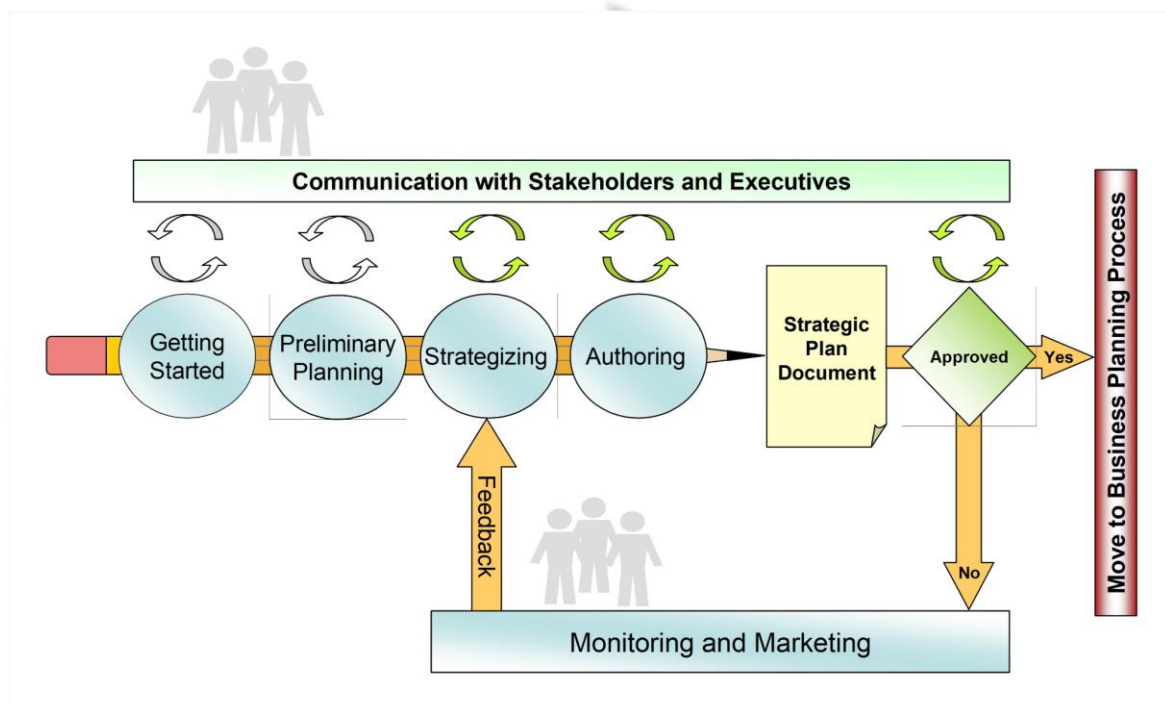 Communication with Stakeholders and Executives
Getting
Started
Preliminary
Planning
Strategizing
Authoring
Strategic
Plan
Document
Approved
Yes
Move to Business Planning Process
Feedback
No
Monitoring and Marketing